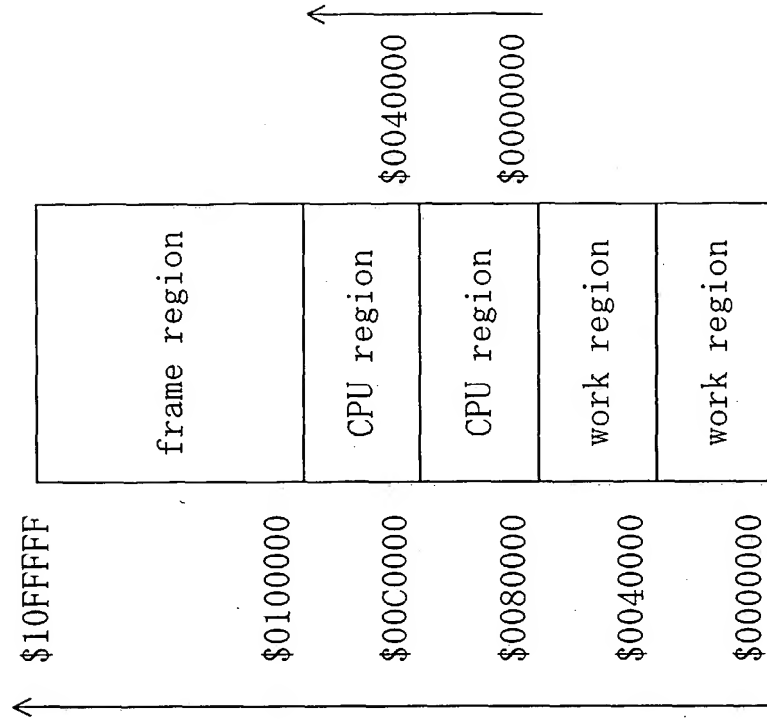 $10FFFFF
$0100000
$00C0000
$0080000
$0040000
$0000000
frame region
CPU region
CPU region
work region
work region
$0040000
$0000000